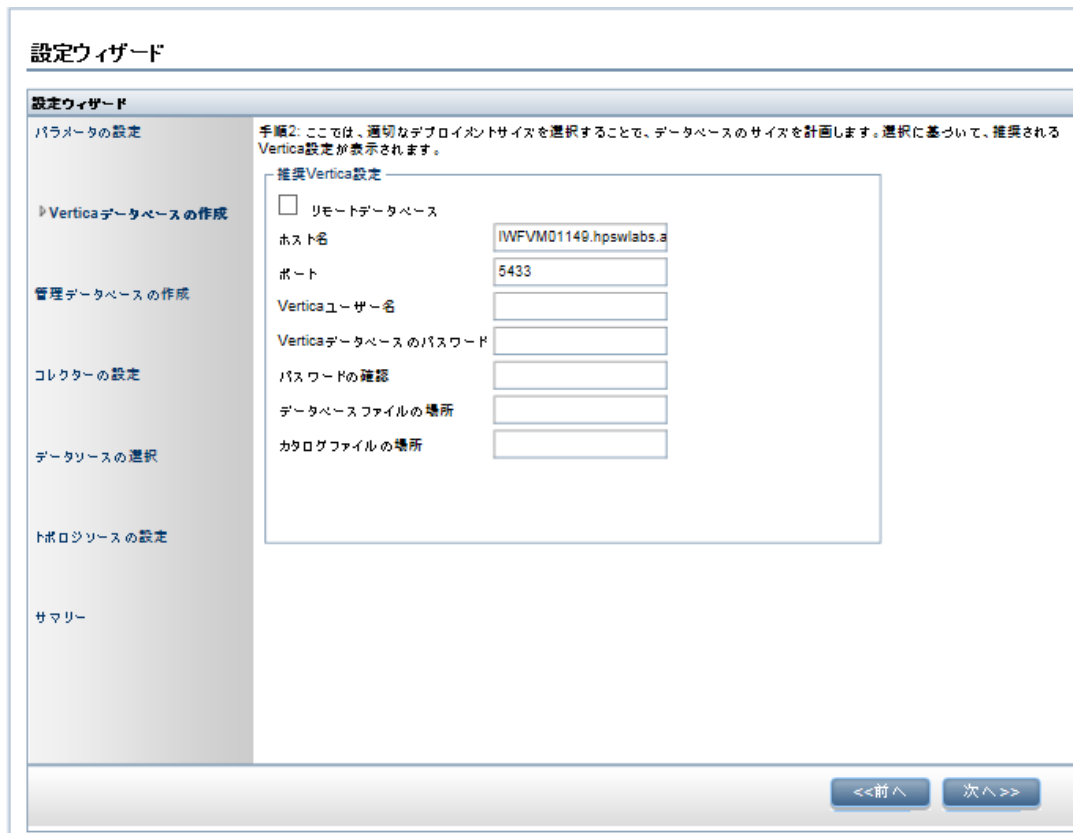 設定ウィザード
設定ウィザード
パラメータの設定
Verticaデータベースの作成
管理データベースの作成
コレクターの設定
データソースの選択
トポロジソースの設定
サマリー
手順2: ここでは、適切なデプロイメントサイズを選択することで、データベースのサイズを計画します。選択に基づいて、推奨される
Vertica設定が表示されます。
推奨Vertica設定
リモートデータベース
ホスト名 IWFVM01149.hpswlabs.a
ポート 5433
Verticaユーザー名
Verticaデータベースのパスワード
パスワードの確認
データベースファイルの場所
カタログファイルの場所
<<前へ 次へ>>